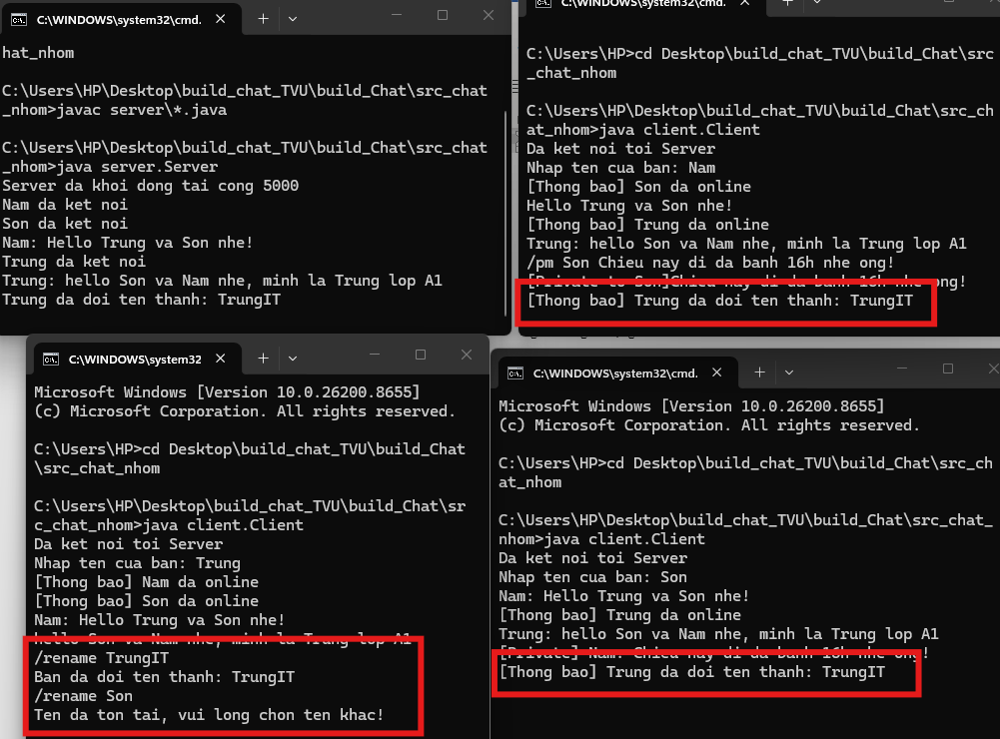 C:\WINDOWS\system32\cmd.
hat_nhom
C:\Users\HP\Desktop\build_chat_TVU\build_Chat\src_chat
_nhom>javac server\*.java
C:\Users\HP\Desktop\build_chat_TVU\build_Chat\src_chat
_nhom>java server.Server
Server da khoi dong tai cong 5000
Nam da ket noi
Son da ket noi
Nam: Hello Trung va Son nhe!
Trung da ket noi
Trung: hello Son va Nam nhe, minh la Trung lop A1
Trung da doi ten thanh: TrungIT
C:\WINDOWS\system32\cmd.
C:\Users\HP>cd Desktop\build_chat_TVU\build_Chat\src
_chat_nhom
C:\Users\HP\Desktop\build_chat_TVU\build_Chat\src_ch
at_nhom>java client.Client
Da ket noi toi Server
Nhap ten cua ban: Nam
[Thong bao] Son da online
Hello Trung va Son nhe!
[Thong bao] Trung da online
Trung: hello Son va Nam nhe, minh la Trung lop A1
/pm Son Chieu nay di da banh 16h nhe ong!
[Private to Son]Chieu nay di da banh 16h nhe ong!
[Thong bao] Trung da doi ten thanh: TrungIT
C:\WINDOWS\system32
Microsoft Windows [Version 10.0.26200.8655]
(c) Microsoft Corporation. All rights reserved.
C:\Users\HP>cd Desktop\build_chat_TVU\build_Chat
\src_chat_nhom
C:\Users\HP\Desktop\build_chat_TVU\build_Chat\sr
c_chat_nhom>java client.Client
Da ket noi toi Server
Nhap ten cua ban: Trung
[Thong bao] Nam da online
[Thong bao] Son da online
Nam: Hello Trung va Son nhe!
hello Son va Nam nhe, minh la Trung lop A1
/rename TrungIT
Ban da doi ten thanh: TrungIT
/rename Son
Ten da ton tai, vui long chon ten khac!
C:\WINDOWS\system32\cmd.
Microsoft Windows [Version 10.0.26200.8655]
(c) Microsoft Corporation. All rights reserved.
C:\Users\HP>cd Desktop\build_chat_TVU\build_Chat\src_ch
at_nhom
C:\Users\HP\Desktop\build_chat_TVU\build_Chat\src_chat_
nhom>java client.Client
Da ket noi toi Server
Nhap ten cua ban: Son
Nam: Hello Trung va Son nhe!
[Thong bao] Trung da online
Trung: hello Son va Nam nhe, minh la Trung lop A1
[Private] Nam: Chieu nay di da banh 16h nhe ong!
[Thong bao] Trung da doi ten thanh: TrungIT